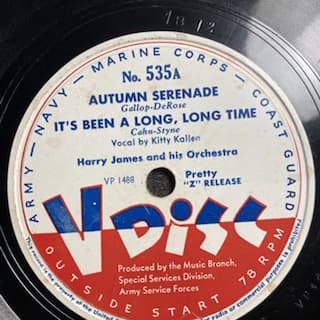 1812
ARMY — NAVY — MARINE CORPS — COAST GUARD
No. 535A
AUTUMN SERENADE
Gallop-DeRose
IT'S BEEN A LONG, LONG TIME
Cahn-Styne
Vocal by Kitty Kallen
Harry James and his Orchestra
VP 1488
Pretty
"Z" RELEASE
V DISC
OUTSIDE START 78 RPM
Produced by the Music Branch,
Special Services Division,
Army Service Forces